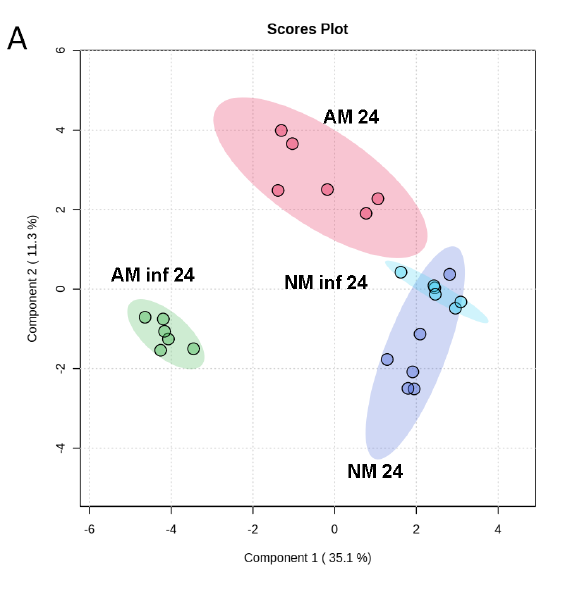 A
Scores Plot
6
4
2
0
-2
-4
Component 2 ( 11.3 %)
AM 24
AM inf 24
NM inf 24
NM 24
-6 -4 -2 0 2 4
Component 1 ( 35.1 %)